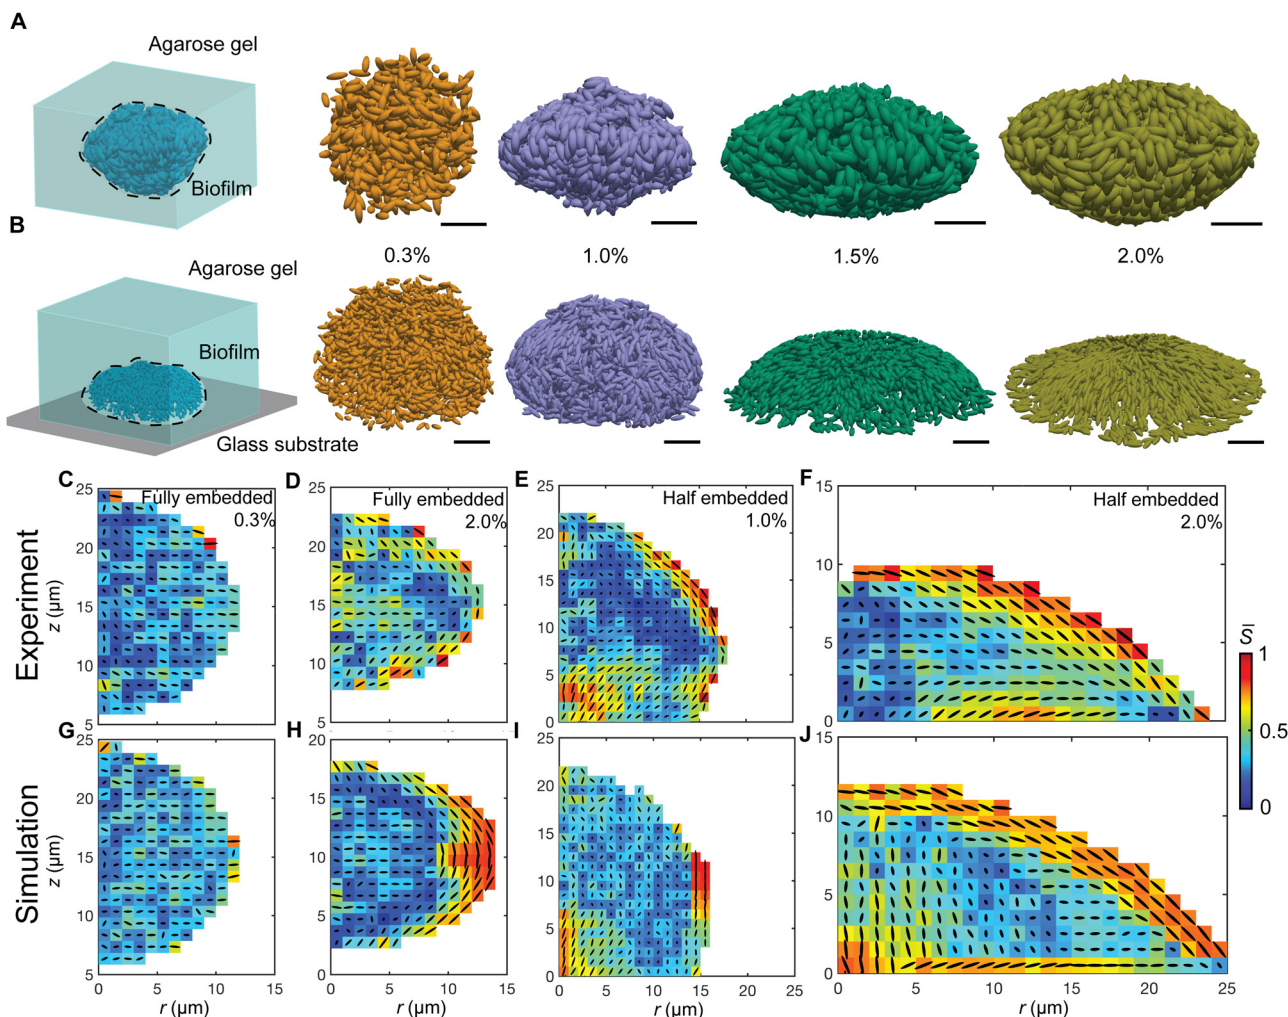 A
Agarose gel
Biofilm
B
0.3%
1.0%
1.5%
2.0%
Agarose gel
Biofilm
Glass substrate
C
D
E
F
Fully embedded
0.3%
Fully embedded
2.0%
Half embedded
1.0%
Half embedded
2.0%
Experiment
z (μm)
25
20
15
10
5
25
20
15
10
5
25
20
15
10
5
0
15
10
5
0
S
1
0.5
0
G
H
I
J
Simulation
z (μm)
25
20
15
10
5
20
15
10
5
0
25
20
15
10
5
0
15
10
5
0
0 5 10 15
0 5 10 15
0 5 10 15 20 25
0 5 10 15 20 25
r (μm)
r (μm)
r (μm)
r (μm)